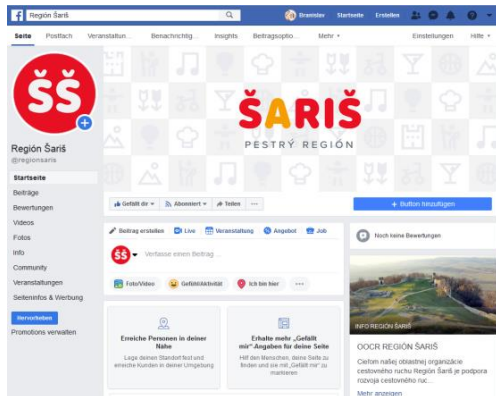 Región Šariš
Branislav Startseite Erstellen
Seite Postfach Veranstaltun... Benachrichtig... Insights Beitragsoptio... Mehr Einstellungen Hilfe
ŠŠ
ŠARIŠ
PESTRÝ REGIÓN
Región Šariš
@regionsaris
Startseite
Beiträge
Bewertungen
Videos
Fotos
Info
Community
Veranstaltungen
Seiteninfos & Werbung
Hervorheben
Promotions verwalten
Gefällt dir Abonniert Teilen ...
+ Button hinzufügen
Beitrag erstellen Live Veranstaltung Angebot Job
ŠŠ Verfasse einen Beitrag ...
Foto/Video Gefühl/Aktivität Ich bin hier ...
Erreiche Personen in deiner
Nähe
Lege deinen Standort fest und
erreiche Kunden in deiner Umgebung
Erhalte mehr „Gefällt
mir“-Angaben für deine Seite
Hilf den Menschen, deine Seite zu
finden und sie mit „Gefällt mir“ zu
markieren
Noch keine Bewertungen
INFO REGIÓN ŠARIŠ
OOCR REGIÓN ŠARIŠ
Cieľom našej oblastnej organizácie
cestovného ruchu Región Šariš je podpora
rozvoja cestovného ruc...
Mehr anzeigen